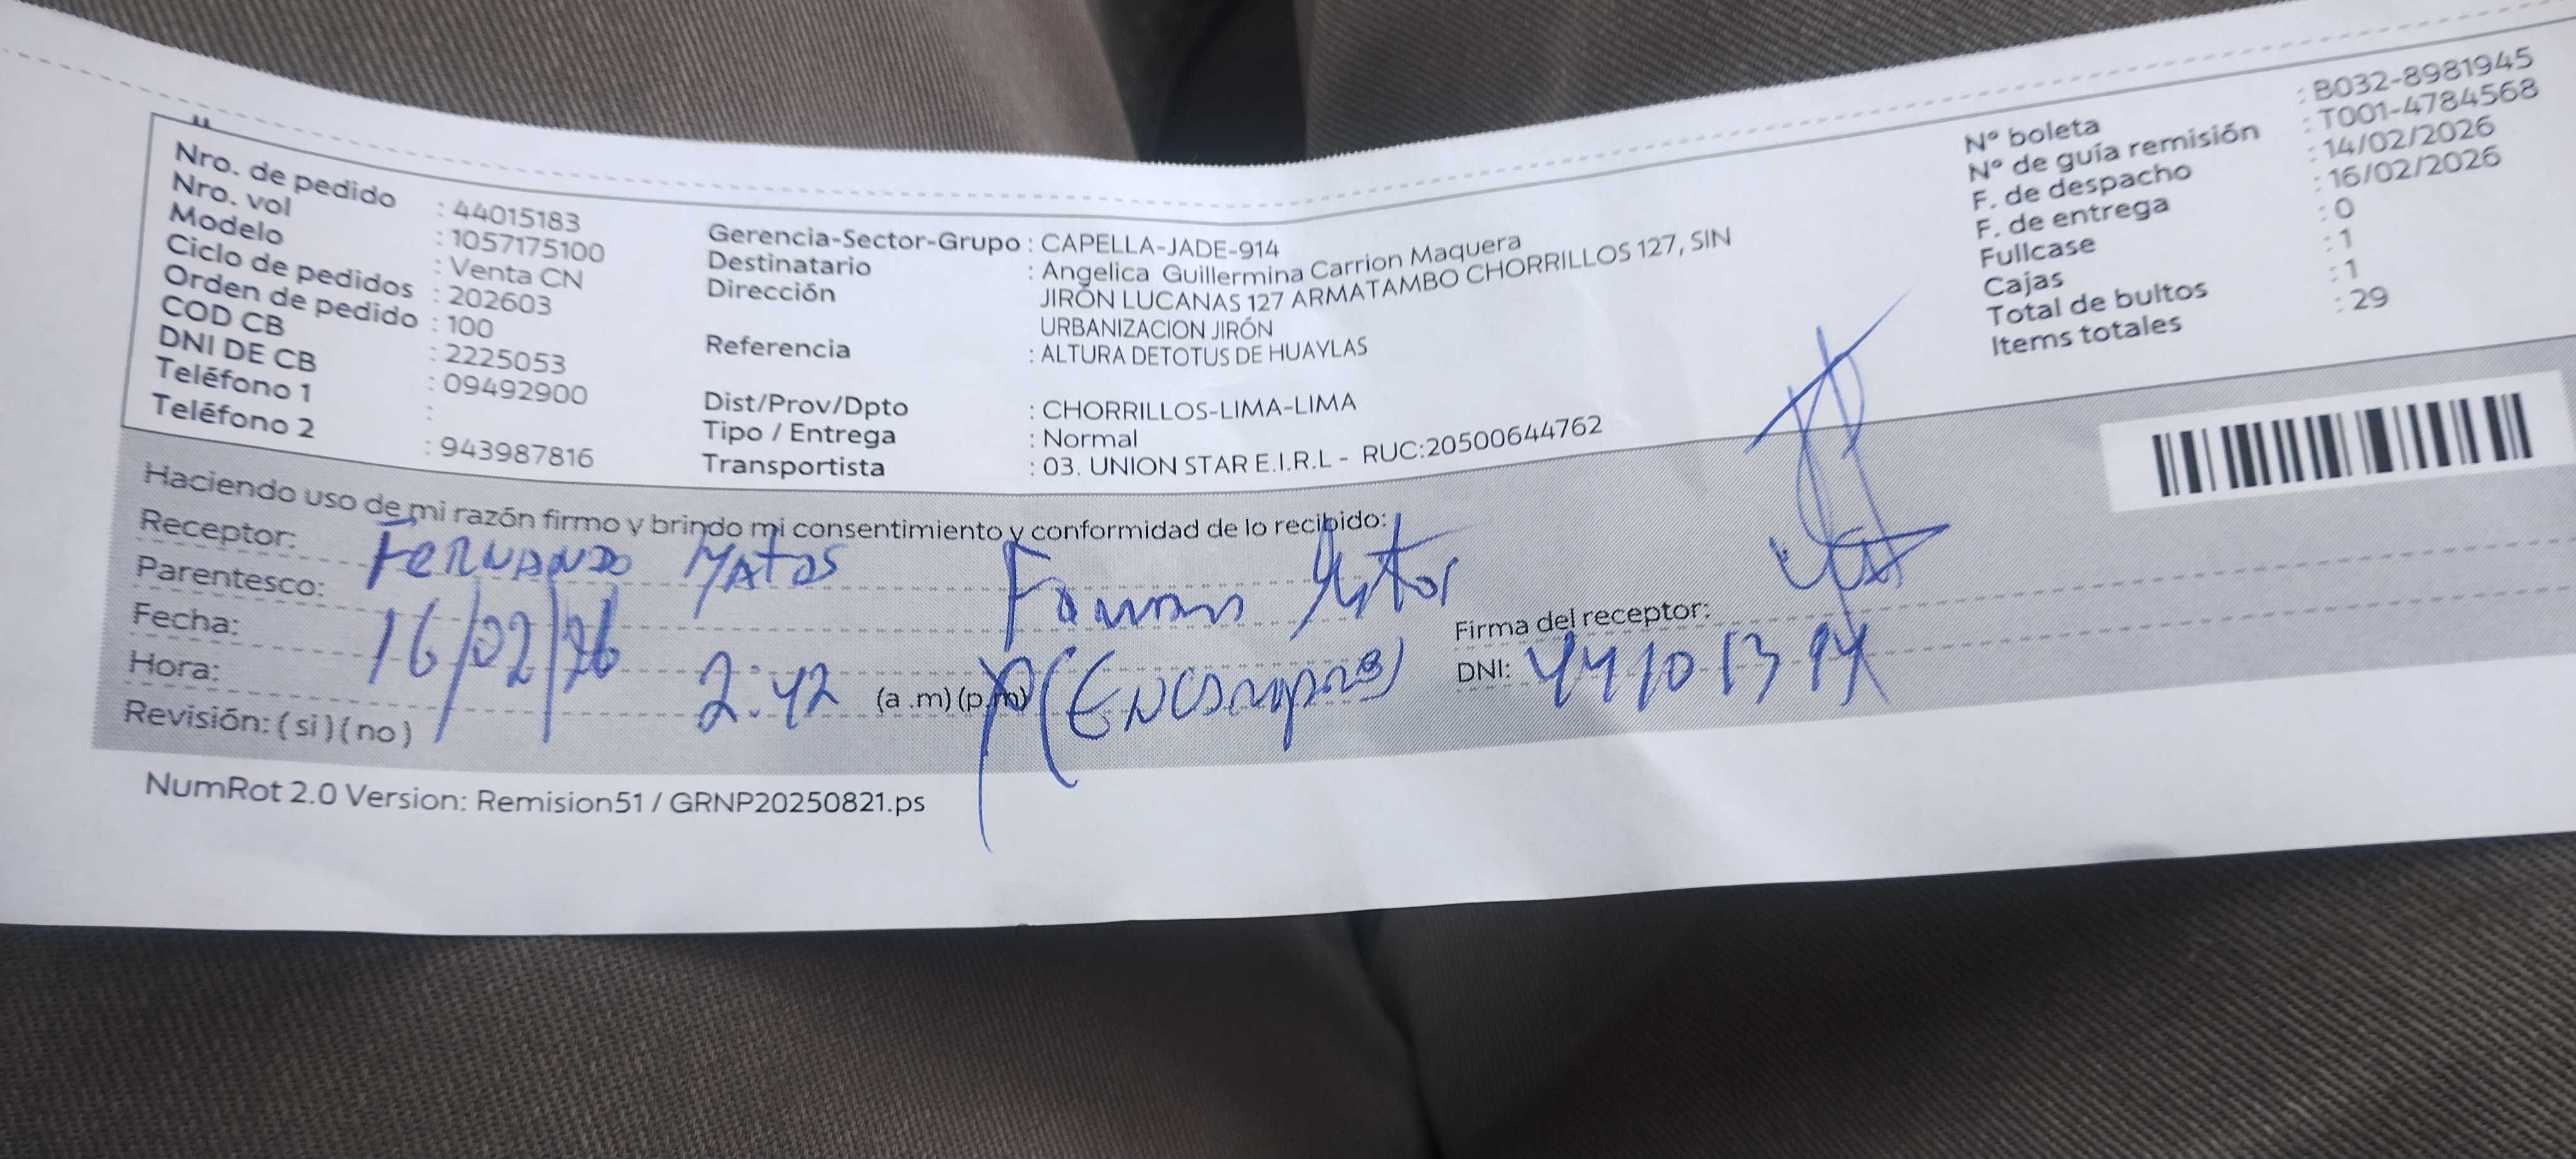 Nro. de pedido : 44015183
Nro. vol : 1057175100
Modelo : Venta CN
Ciclo de pedidos : 202603
Orden de pedido : 100
COD CB : 2225053
DNI DE CB : 09492900
Teléfono 1 :
Teléfono 2 : 943987816
Gerencia-Sector-Grupo : CAPELLA-JADE-914
Destinatario : Angelica Guillermina Carrion Maquera
Dirección JIRÓN LUCANAS 127 ARMATAMBO CHORRILLOS 127, SIN
URBANIZACION JIRÓN
Referencia : ALTURA DETOTUS DE HUAYLAS
Dist/Prov/Dpto : CHORRILLOS-LIMA-LIMA
Tipo / Entrega : Normal
Transportista : 03. UNION STAR E.I.R.L - RUC:20500644762
N° boleta : B032-8981945
N° de guía remisión : T001-4784568
F. de despacho : 14/02/2026
F. de entrega : 16/02/2026
Fullcase : 0
Cajas : 1
Total de bultos : 1
Items totales : 29
Haciendo uso de mi razón firmo y brindo mi consentimiento y conformidad de lo recibido:
Receptor: FERNANDO MATOS
Parentesco:
Fecha: 16/02/26
Hora: 2:42 (a .m) (p.m)
Revisión: ( si ) ( no )
Firma del receptor:
DNI:
NumRot 2.0 Version: Remision51 / GRNP20250821.ps